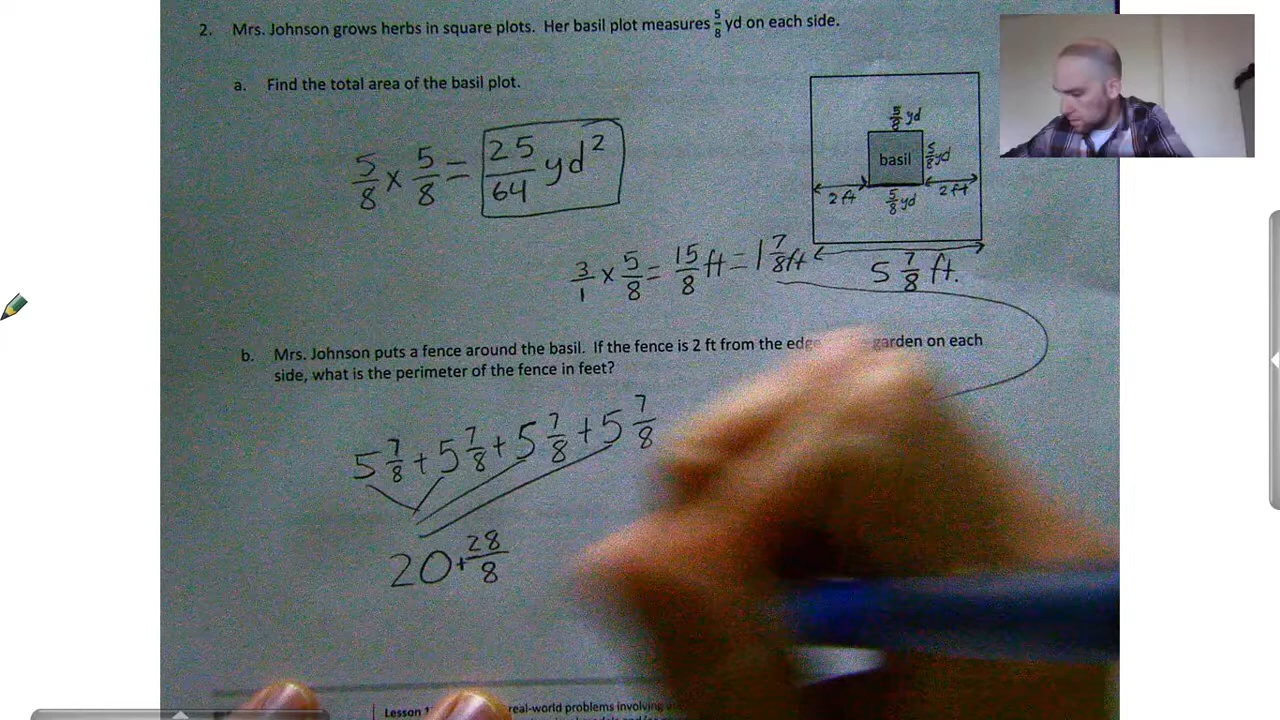 2. Mrs. Johnson grows herbs in square plots. Her basil plot measures 5/8 yd on each side.
a. Find the total area of the basil plot.
5/8 × 5/8 = 25/64 yd²
5/8 yd
basil
5/8 yd
2 ft
5/8 yd
2 ft
3/1 × 5/8 = 15/8 ft = 1 7/8 ft
5 7/8 ft.
b. Mrs. Johnson puts a fence around the basil. If the fence is 2 ft from the edge garden on each
side, what is the perimeter of the fence in feet?
5 7/8 + 5 7/8 + 5 7/8 + 5 7/8
20 + 28/8
Lesson 1
real-world problems involving